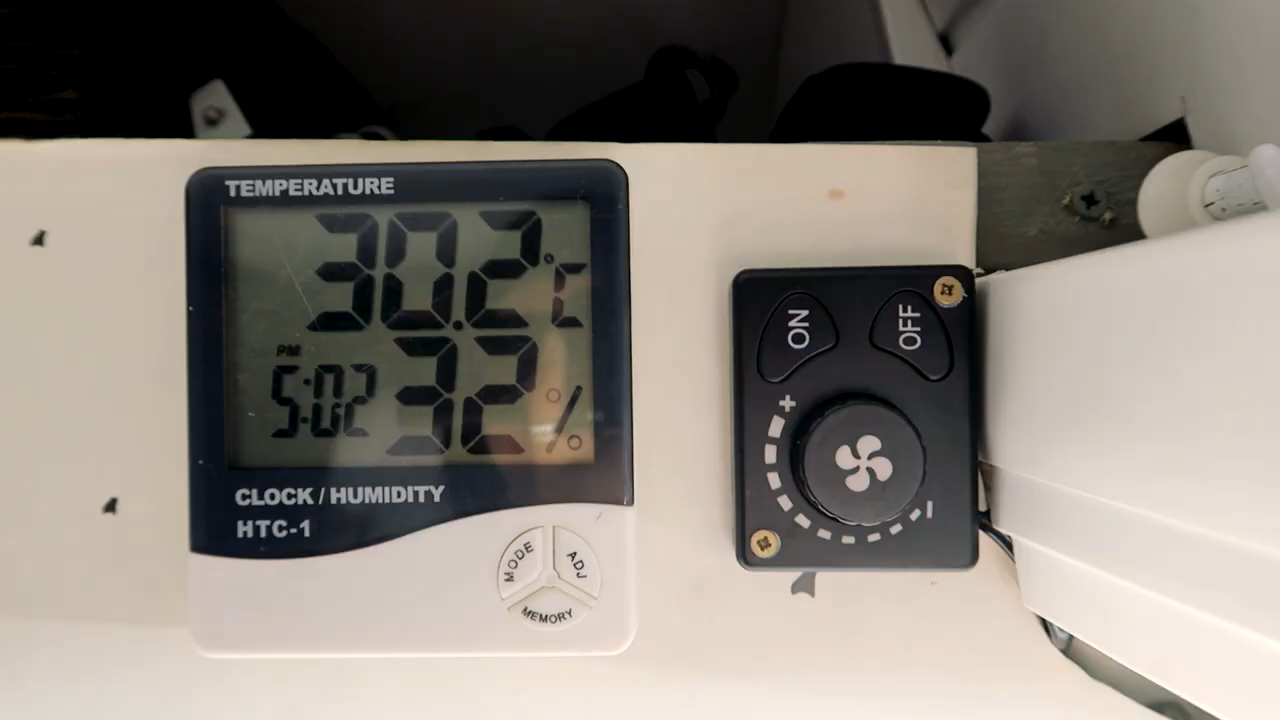 TEMPERATURE
30.2°C
PM
5:02 32%
CLOCK / HUMIDITY
HTC-1
MODE
ADJ
MEMORY
ON
OFF
+
-